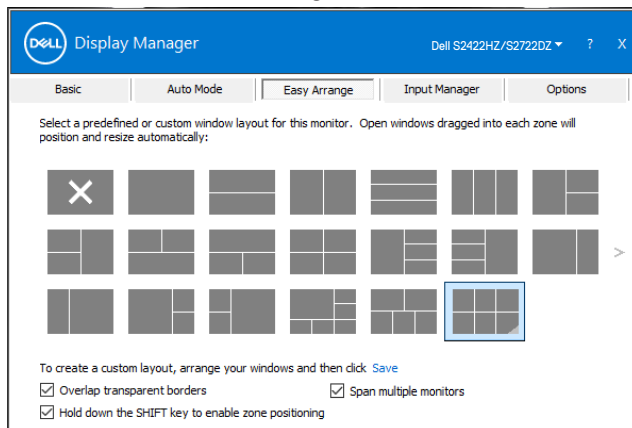 DELL Display Manager
Dell S2422HZ/S2722DZ ? X
Basic Auto Mode Easy Arrange Input Manager Options
Select a predefined or custom window layout for this monitor. Open windows dragged into each zone will
position and resize automatically:
>
To create a custom layout, arrange your windows and then click Save
Overlap transparent borders Span multiple monitors
Hold down the SHIFT key to enable zone positioning